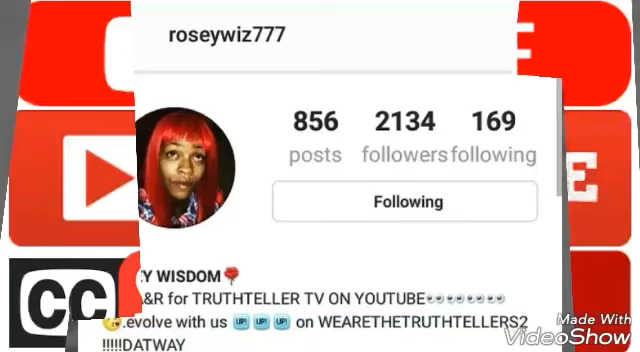 roseywiz777
856 2134 169
posts followers following
Following
EY WISDOM🌹
A&R for TRUTHTELLER TV ON YOUTUBE👀👀👀👀
😘.evolve with us 🆙🆙🆙 on WEARETHETRUTHTELLERS2
!!!!!DATWAY
CC
E
Made With
VideoShow